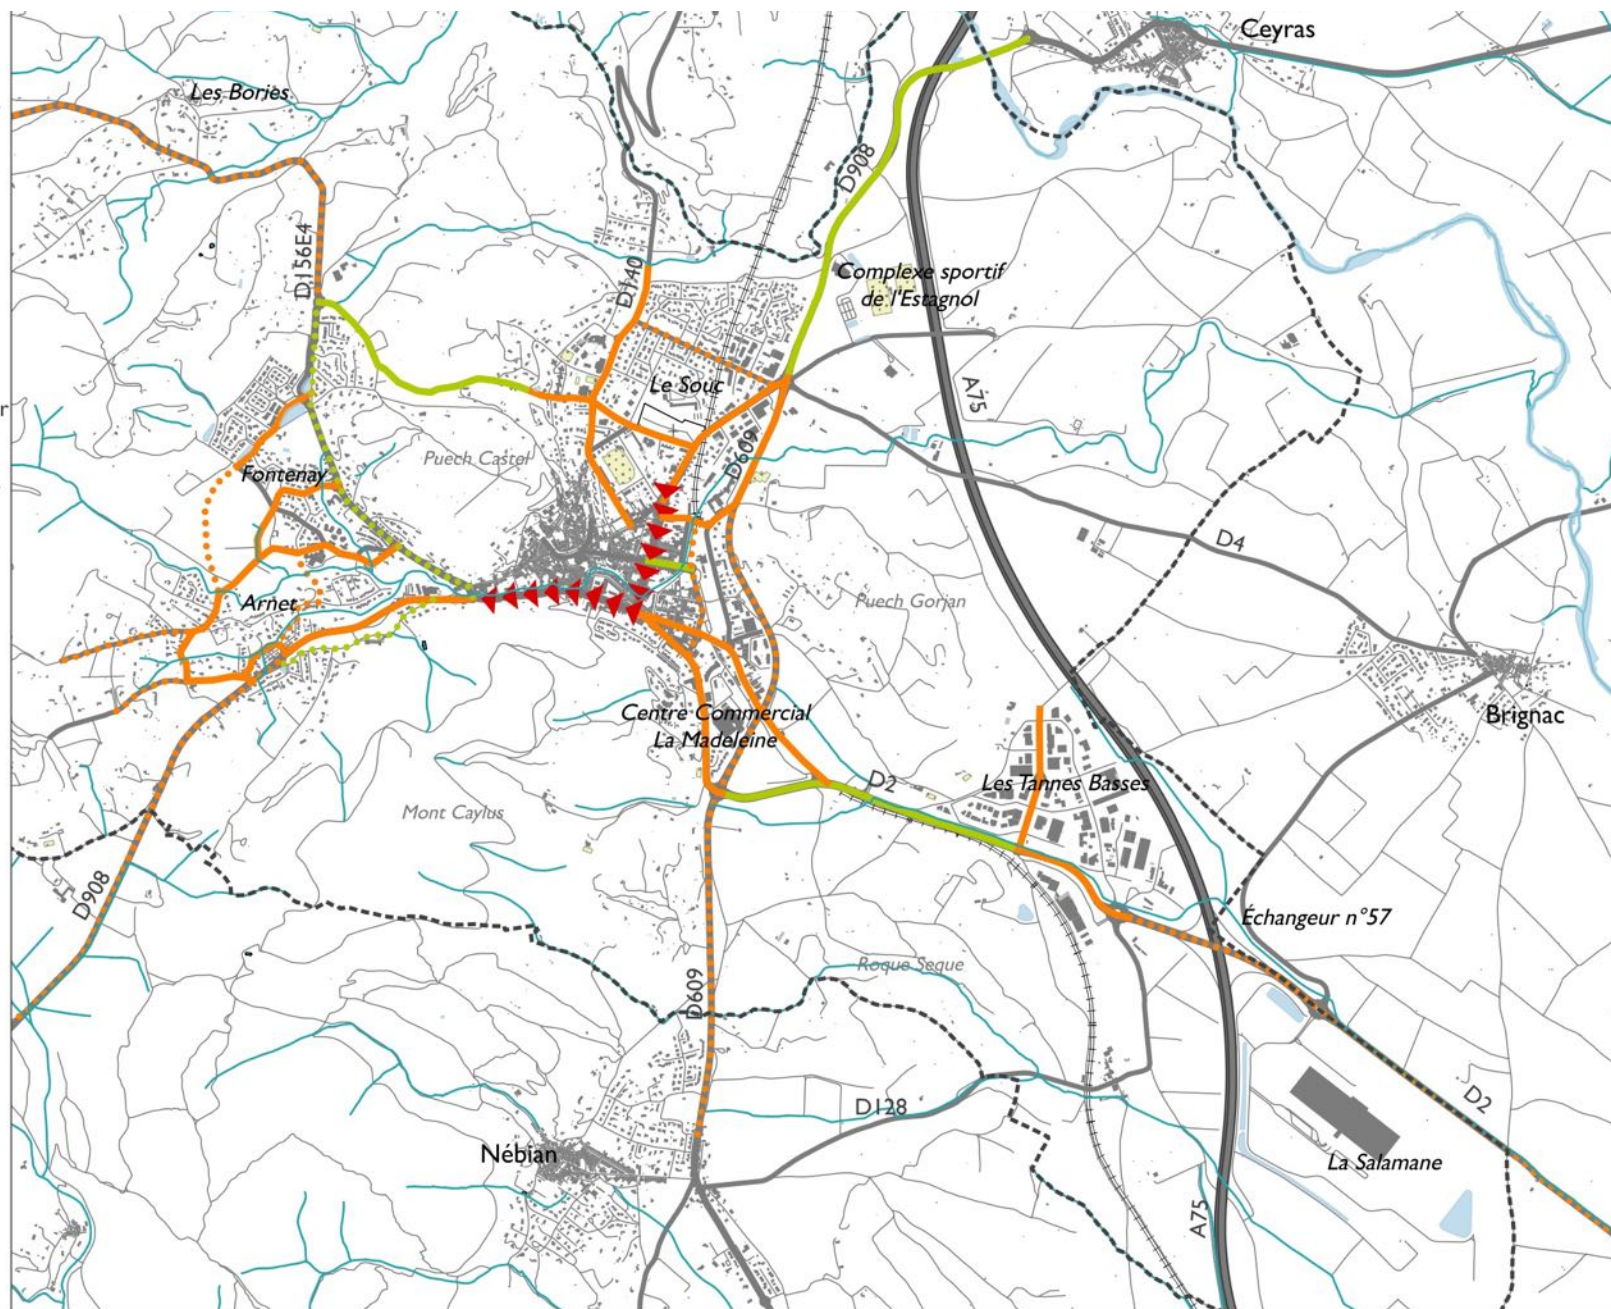 Ceyras
Les Bories
D908
D156E4
D140
Complexe sportif
de l'Estagnol
r
Le Souc
A75
Puech Castel
D609
Fontenay
D4
Arnet
Puech Gorjan
Centre Commercial
La Madeleine
Brignac
D2
Les Tannes Basses
Mont Caylus
D908
Échangeur n°57
Roque Seque
D609
D128
D2
Nébian
La Salamane
A75